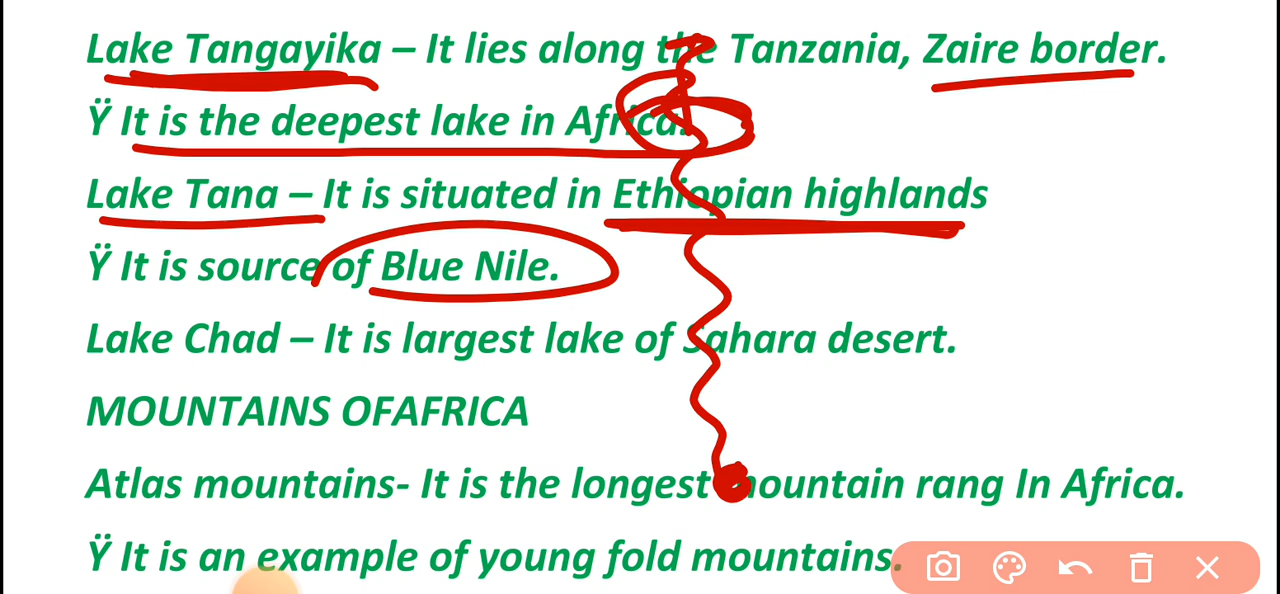 Lake Tangayika – It lies along the Tanzania, Zaire border.
Ÿ It is the deepest lake in Africa.
Lake Tana – It is situated in Ethiopian highlands
Ÿ It is source of Blue Nile.
Lake Chad – It is largest lake of Sahara desert.
MOUNTAINS OFAFRICA
Atlas mountains- It is the longest mountain rang In Africa.
Ÿ It is an example of young fold mountains.